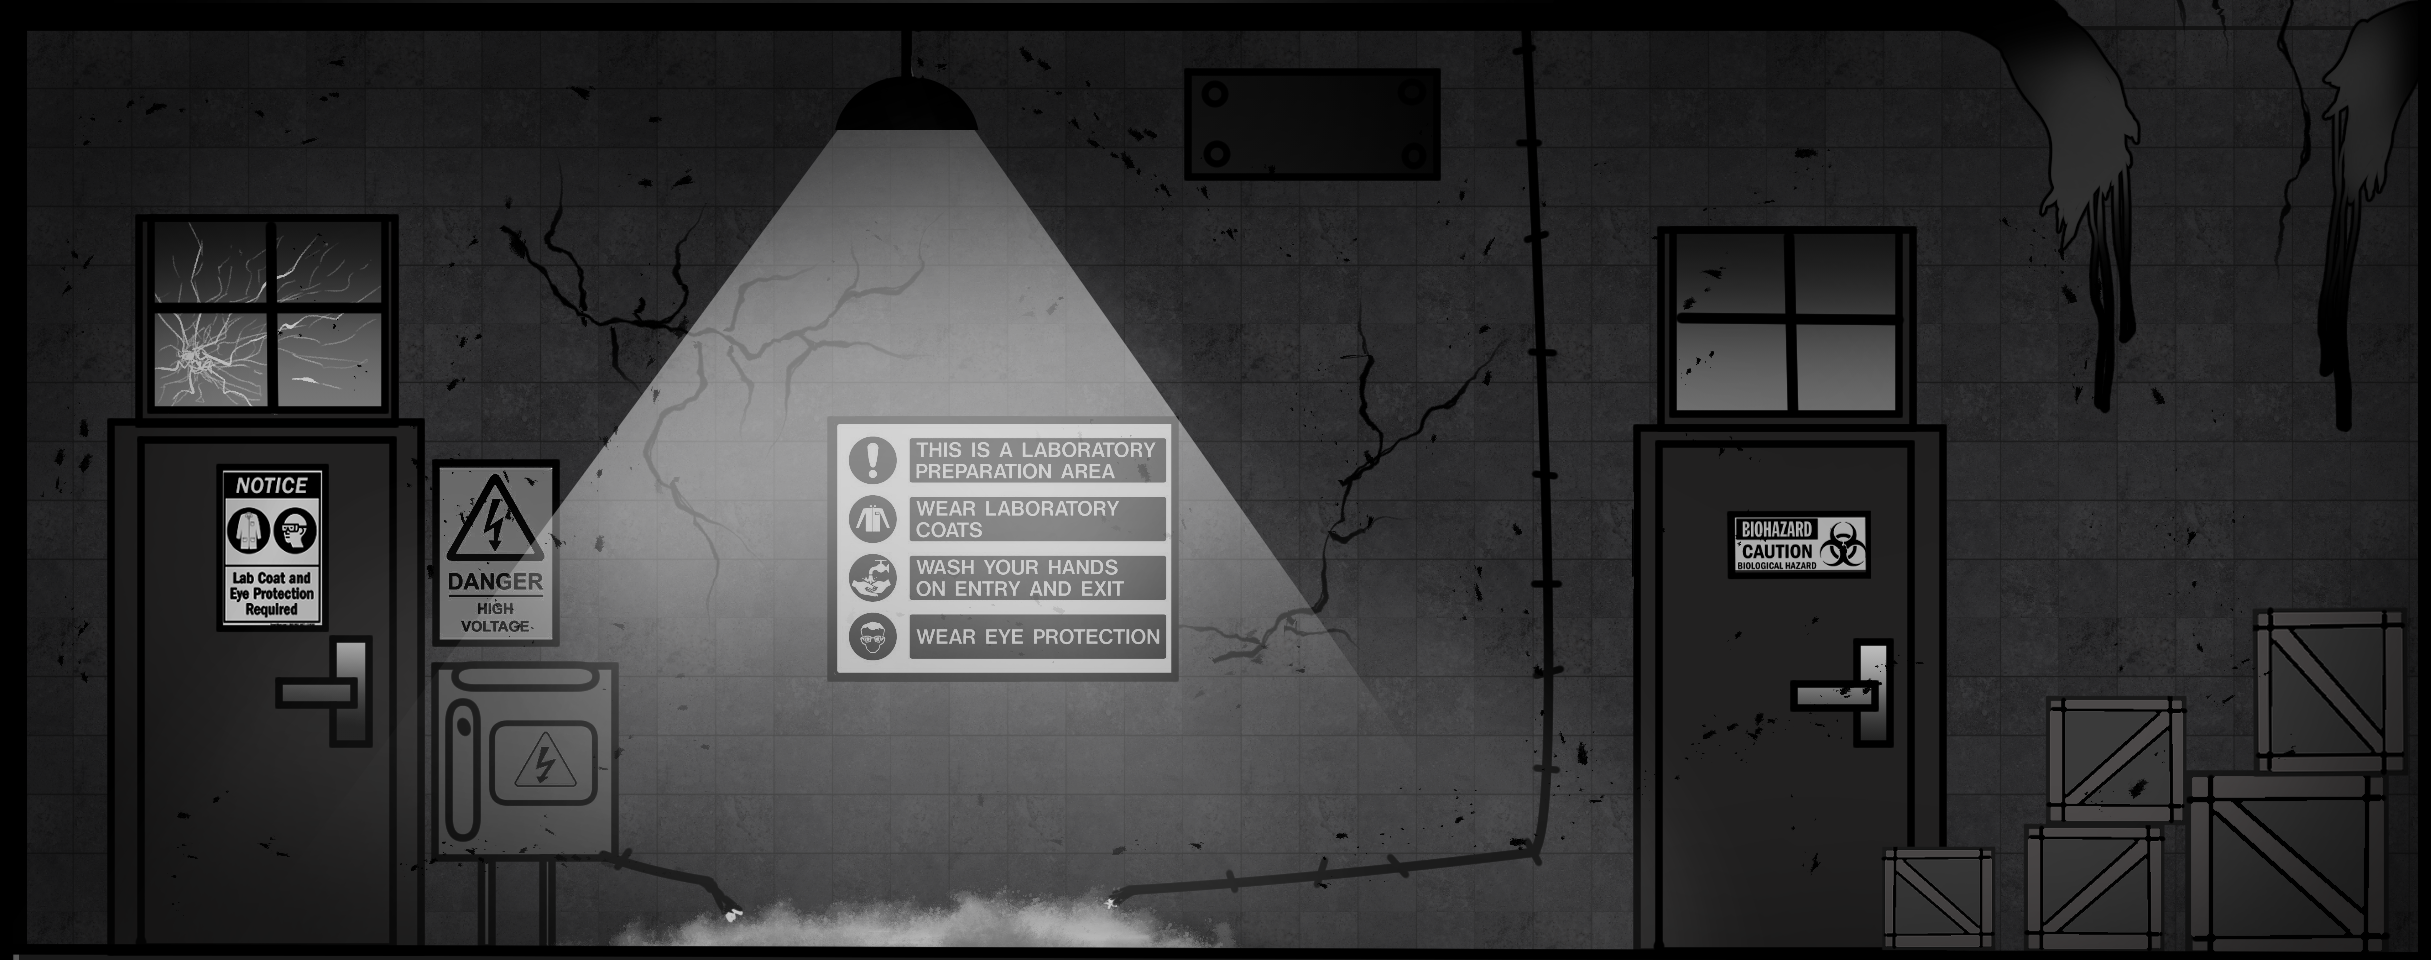 NOTICE
Lab Coat and
Eye Protection
Required
DANGER
HIGH
VOLTAGE
THIS IS A LABORATORY
PREPARATION AREA
WEAR LABORATORY
COATS
WASH YOUR HANDS
ON ENTRY AND EXIT
WEAR EYE PROTECTION
BIOHAZARD
CAUTION
BIOLOGICAL HAZARD